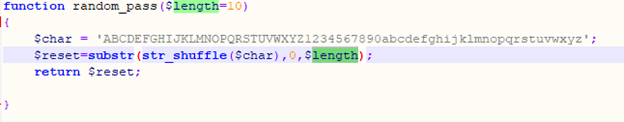 function random_pass($length=10)
{
$char = 'ABCDEFGHIJKLMNOPQRSTUVWXYZ1234567890abcdefghijklmnopqrstuvwxyz';
$reset=substr(str_shuffle($char),0,$length);
return $reset;
}